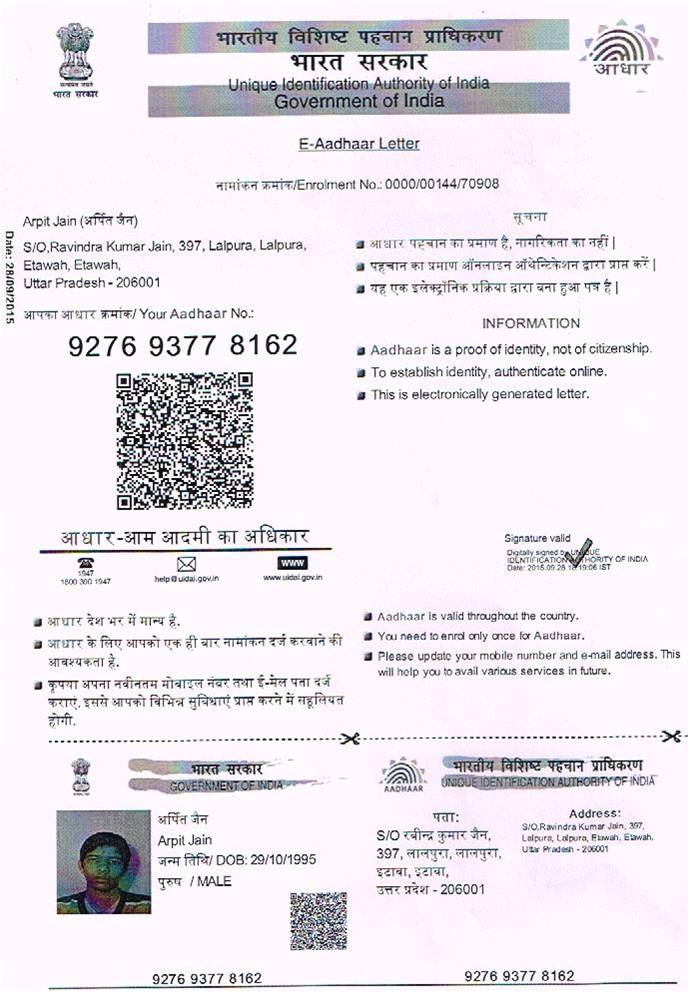 सत्यमेव जयते
भारत सरकार
भारतीय विशिष्ट पहचान प्राधिकरण
भारत सरकार
Unique Identification Authority of India
Government of India
आधार
E-Aadhaar Letter
नामांकन क्रमांक/Enrolment No.: 0000/00144/70908
Date: 28/09/2015
Arpit Jain (अर्पित जैन)
S/O,Ravindra Kumar Jain, 397, Lalpura, Lalpura,
Etawah, Etawah,
Uttar Pradesh - 206001
आपका आधार क्रमांक/ Your Aadhaar No.:
9276 9377 8162
सूचना
आधार पहचान का प्रमाण है, नागरिकता का नहीं |
पहचान का प्रमाण ऑनलाइन ऑथेन्टिकेशन द्वारा प्राप्त करें |
यह एक इलेक्ट्रॉनिक प्रक्रिया द्वारा बना हुआ पत्र है |
INFORMATION
Aadhaar is a proof of identity, not of citizenship.
To establish identity, authenticate online.
This is electronically generated letter.
आधार-आम आदमी का अधिकार
1947
1800 300 1947
help@uidai.gov.in
www
www.uidai.gov.in
Signature valid
Digitally signed by UNIQUE
IDENTIFICATION AUTHORITY OF INDIA
Date: 2015.09.28 18:19:06 IST
आधार देश भर में मान्य है.
आधार के लिए आपको एक ही बार नामांकन दर्ज करवाने की
आवश्यकता है.
कृपया अपना नवीनतम मोबाइल नंबर तथा ई-मेल पता दर्ज
कराएं. इससे आपको विभिन्न सुविधाएं प्राप्त करने में सहूलियत
होगी.
Aadhaar is valid throughout the country.
You need to enrol only once for Aadhaar.
Please update your mobile number and e-mail address. This
will help you to avail various services in future.
भारत सरकार
GOVERNMENT OF INDIA
अर्पित जैन
Arpit Jain
जन्म तिथि/ DOB: 29/10/1995
पुरुष / MALE
9276 9377 8162
AADHAAR
भारतीय विशिष्ट पहचान प्राधिकरण
UNIQUE IDENTIFICATION AUTHORITY OF INDIA
पता:
S/O रवीन्द्र कुमार जैन,
397, लालपुरा, लालपुरा,
इटावा, इटावा,
उत्तर प्रदेश - 206001
Address:
S/O,Ravindra Kumar Jain, 397,
Lalpura, Lalpura, Etawah, Etawah,
Uttar Pradesh - 206001
9276 9377 8162